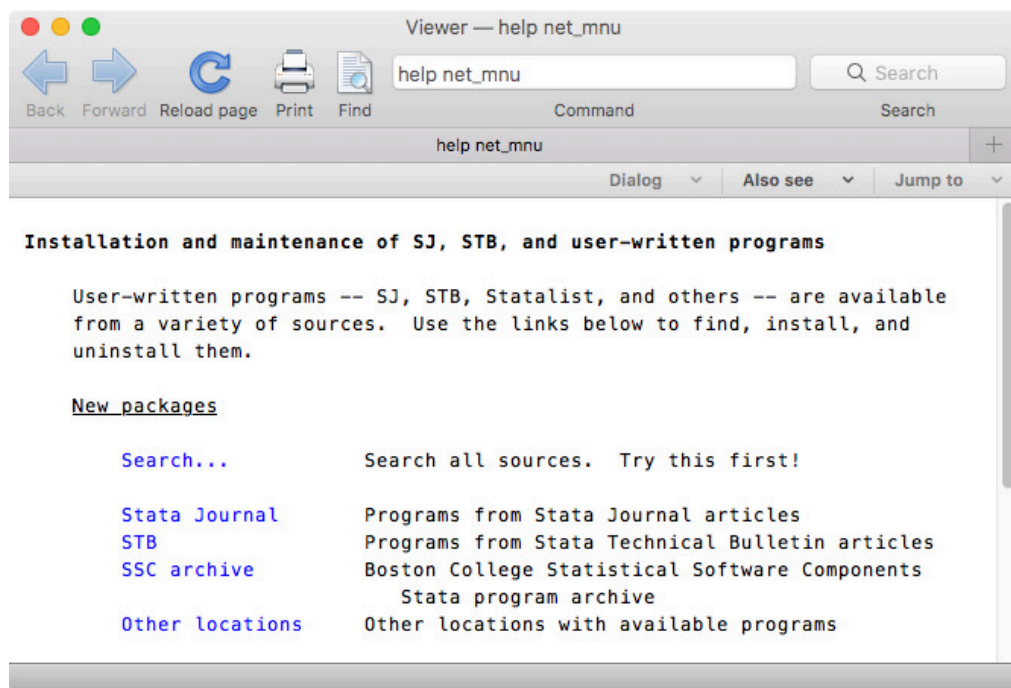 Viewer — help net_mnu
help net_mnu
Search
Back Forward Reload page Print Find Command Search
help net_mnu +
Dialog Also see Jump to
Installation and maintenance of SJ, STB, and user-written programs
User-written programs -- SJ, STB, Statalist, and others -- are available
from a variety of sources. Use the links below to find, install, and
uninstall them.
New packages
Search... Search all sources. Try this first!
Stata Journal Programs from Stata Journal articles
STB Programs from Stata Technical Bulletin articles
SSC archive Boston College Statistical Software Components
Stata program archive
Other locations Other locations with available programs